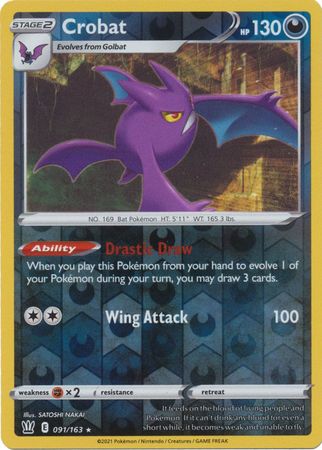 STAGE 2 Crobat HP 130
Evolves from Golbat
NO. 169 Bat Pokémon HT: 5'11" WT: 165.3 lbs.
Ability Drastic Draw
When you play this Pokémon from your hand to evolve 1 of
your Pokémon during your turn, you may draw 3 cards.
Wing Attack 100
weakness ×2 resistance retreat
It feeds on the blood of living people and
Pokémon. If it can't drink any blood for even
a short while, it becomes weak and unable to fly.
Illus. SATOSHI NAKAI
E 091/163 ★
©2021 Pokémon / Nintendo / Creatures / GAME FREAK